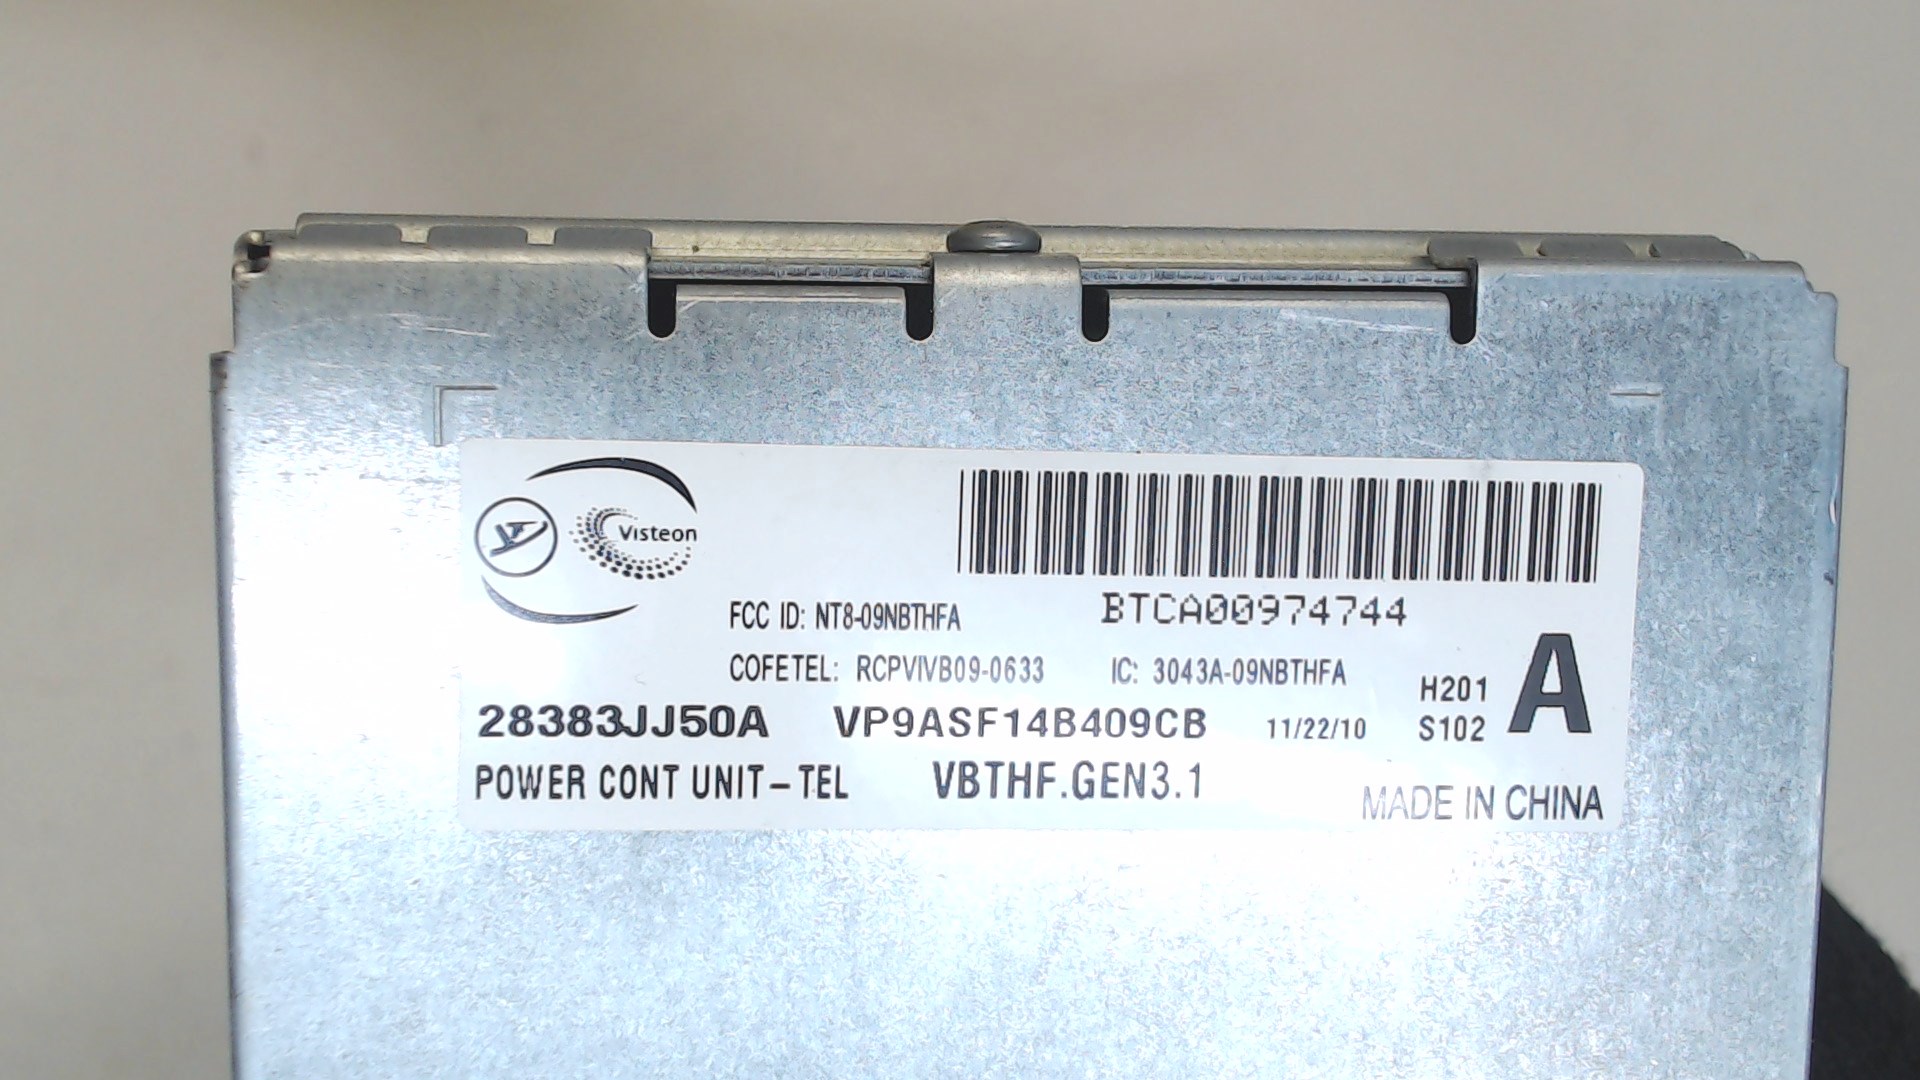 Visteon
BTCA00974744
FCC ID: NT8-09NBTHFA
COFETEL: RCPVIVB09-0633 IC: 3043A-09NBTHFA
H201
S102
A
28383JJ50A VP9ASF14B409CB 11/22/10
POWER CONT UNIT-TEL VBTHF.GEN3.1
MADE IN CHINA